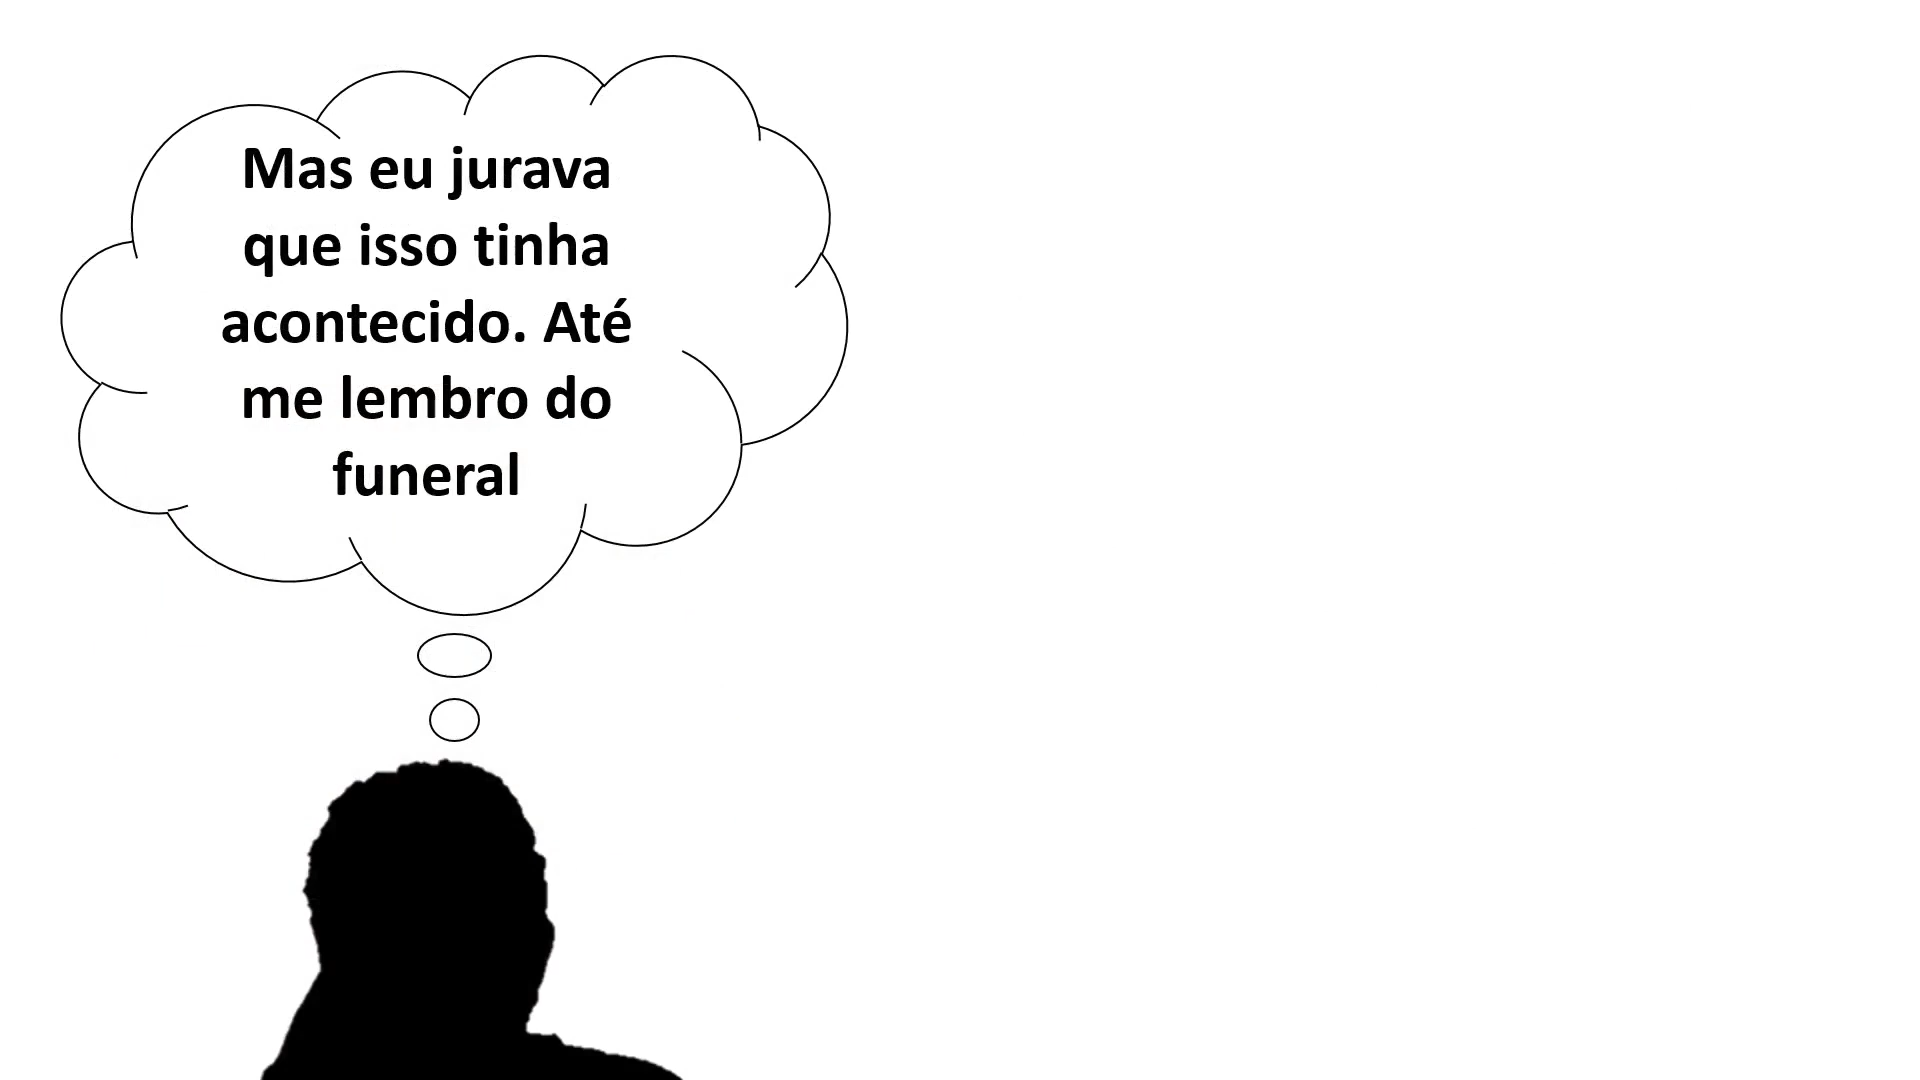 Mas eu jurava
que isso tinha
acontecido. Até
me lembro do
funeral